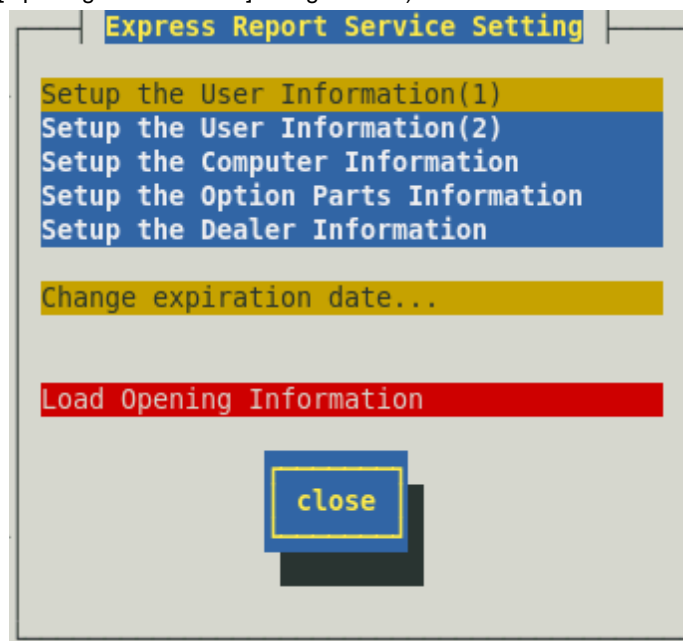 Express Report Service Setting
Setup the User Information(1)
Setup the User Information(2)
Setup the Computer Information
Setup the Option Parts Information
Setup the Dealer Information
Change expiration date...
Load Opening Information
close